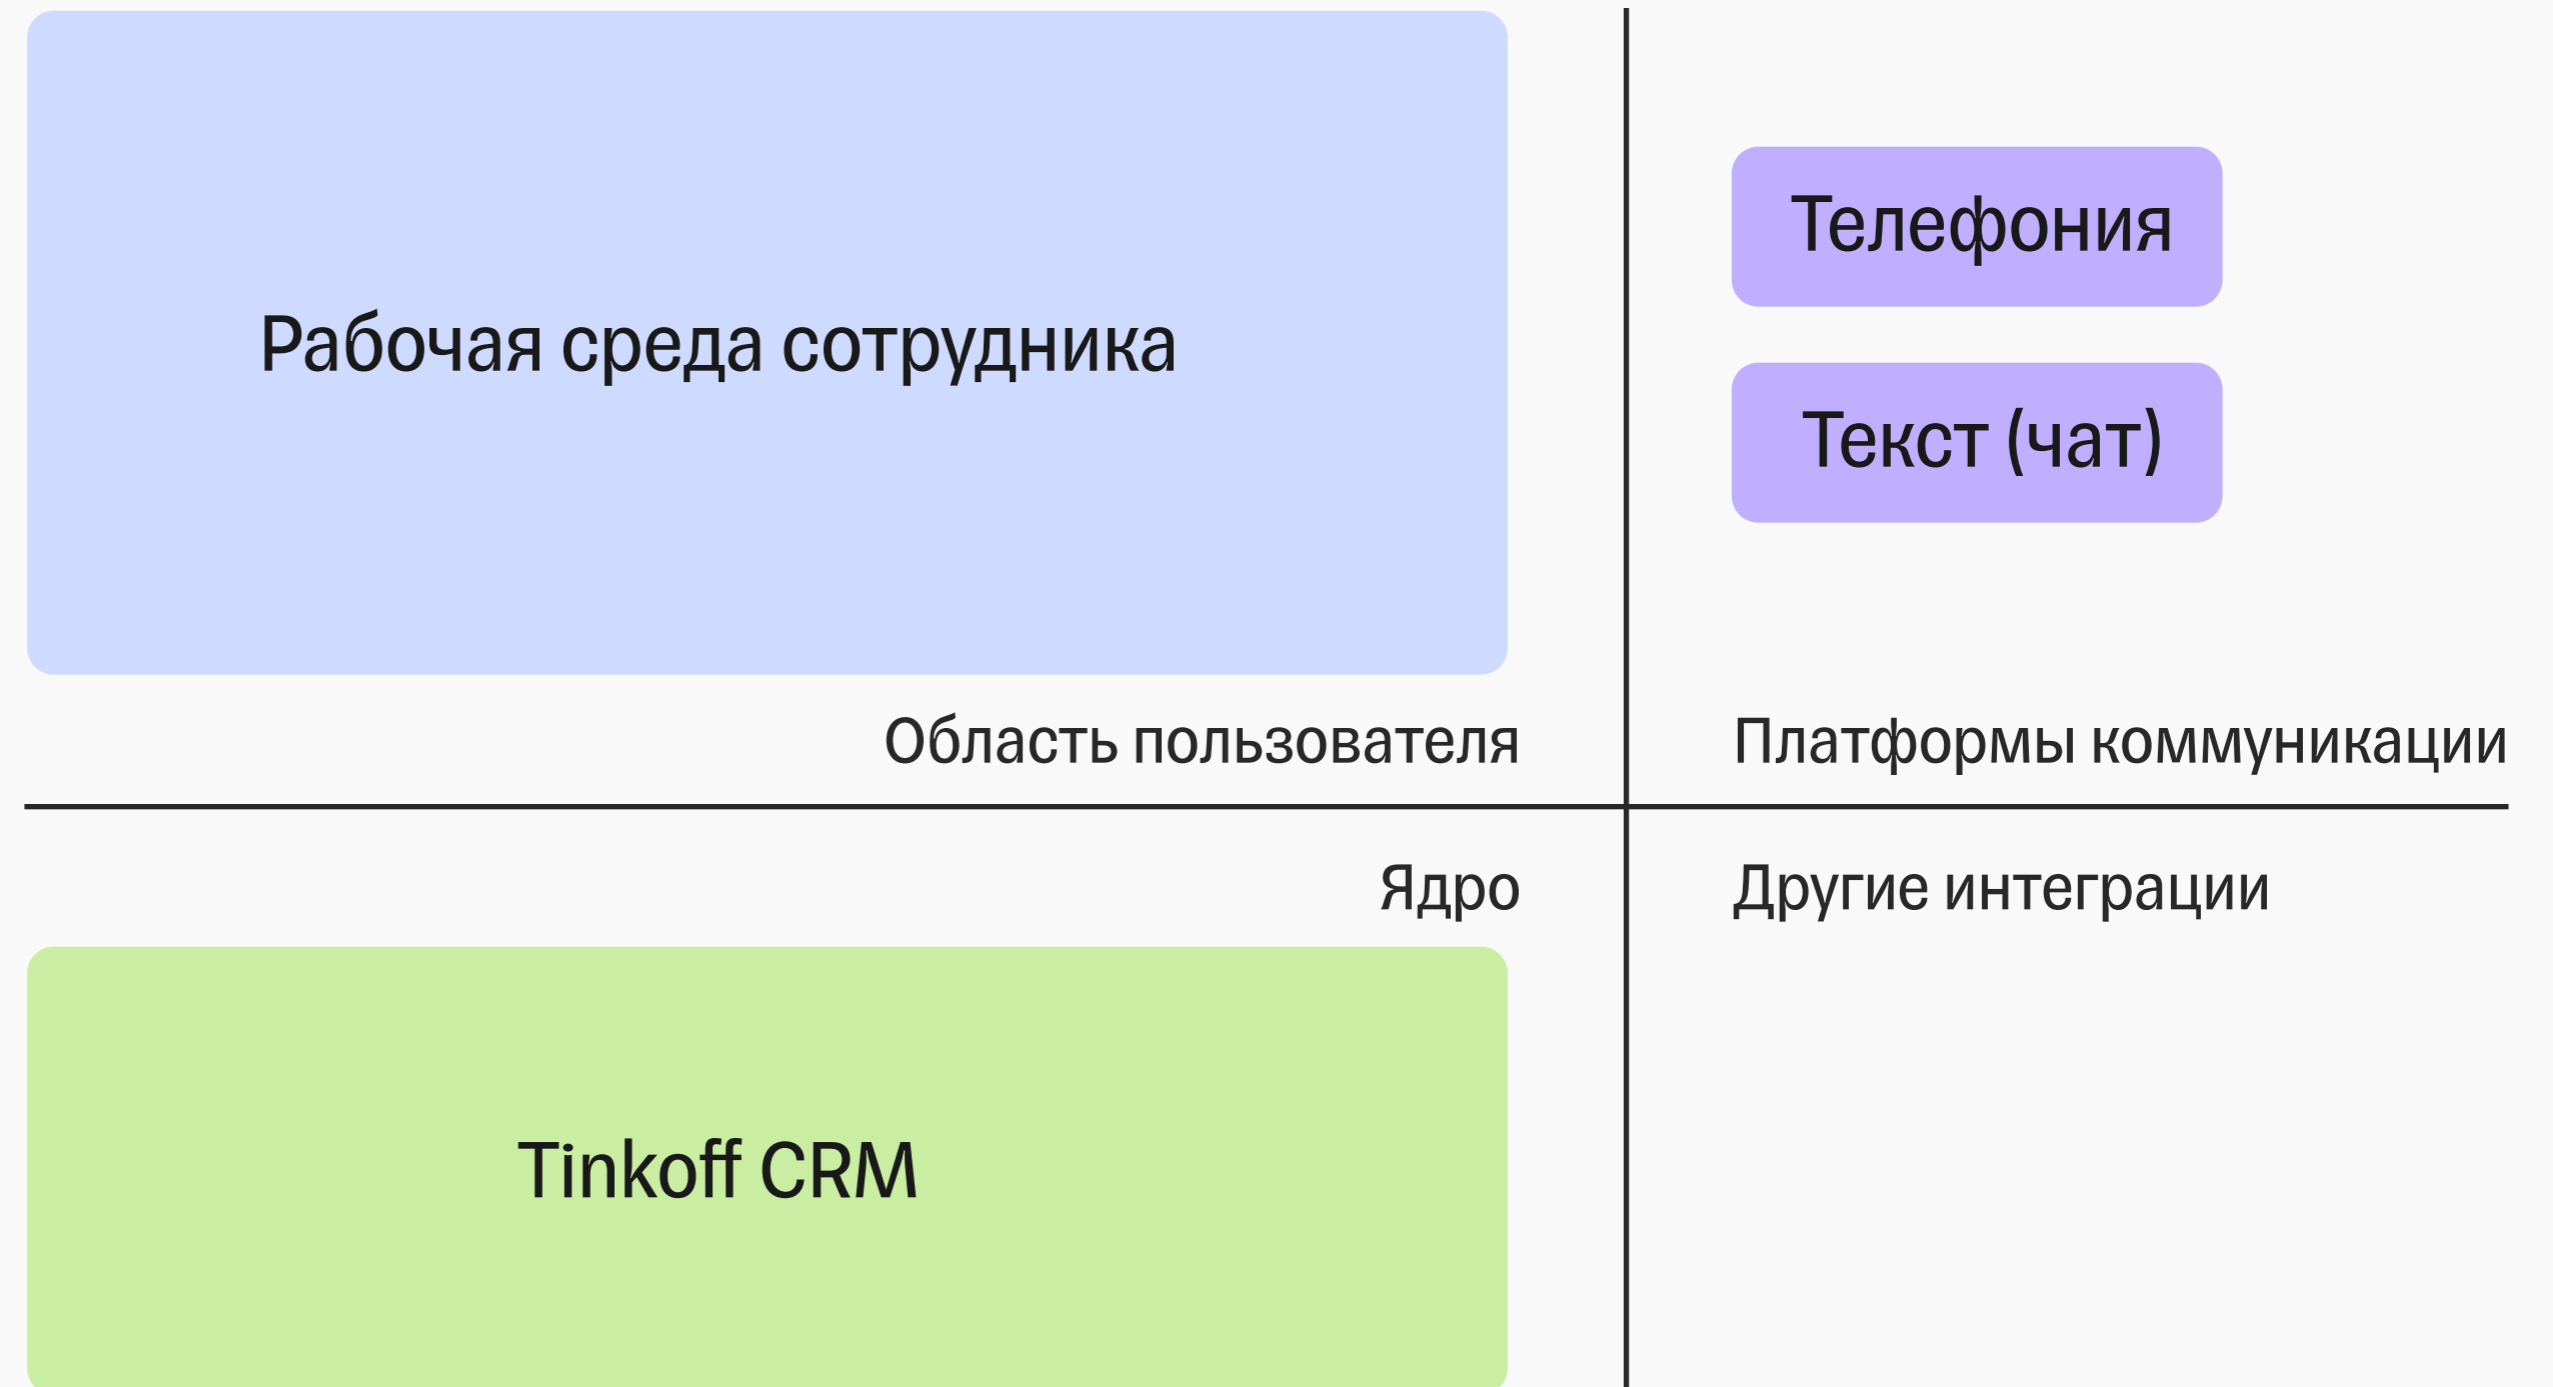 Рабочая среда сотрудника
Телефония
Текст (чат)
Область пользователя
Платформы коммуникации
Ядро
Другие интеграции
Tinkoff CRM